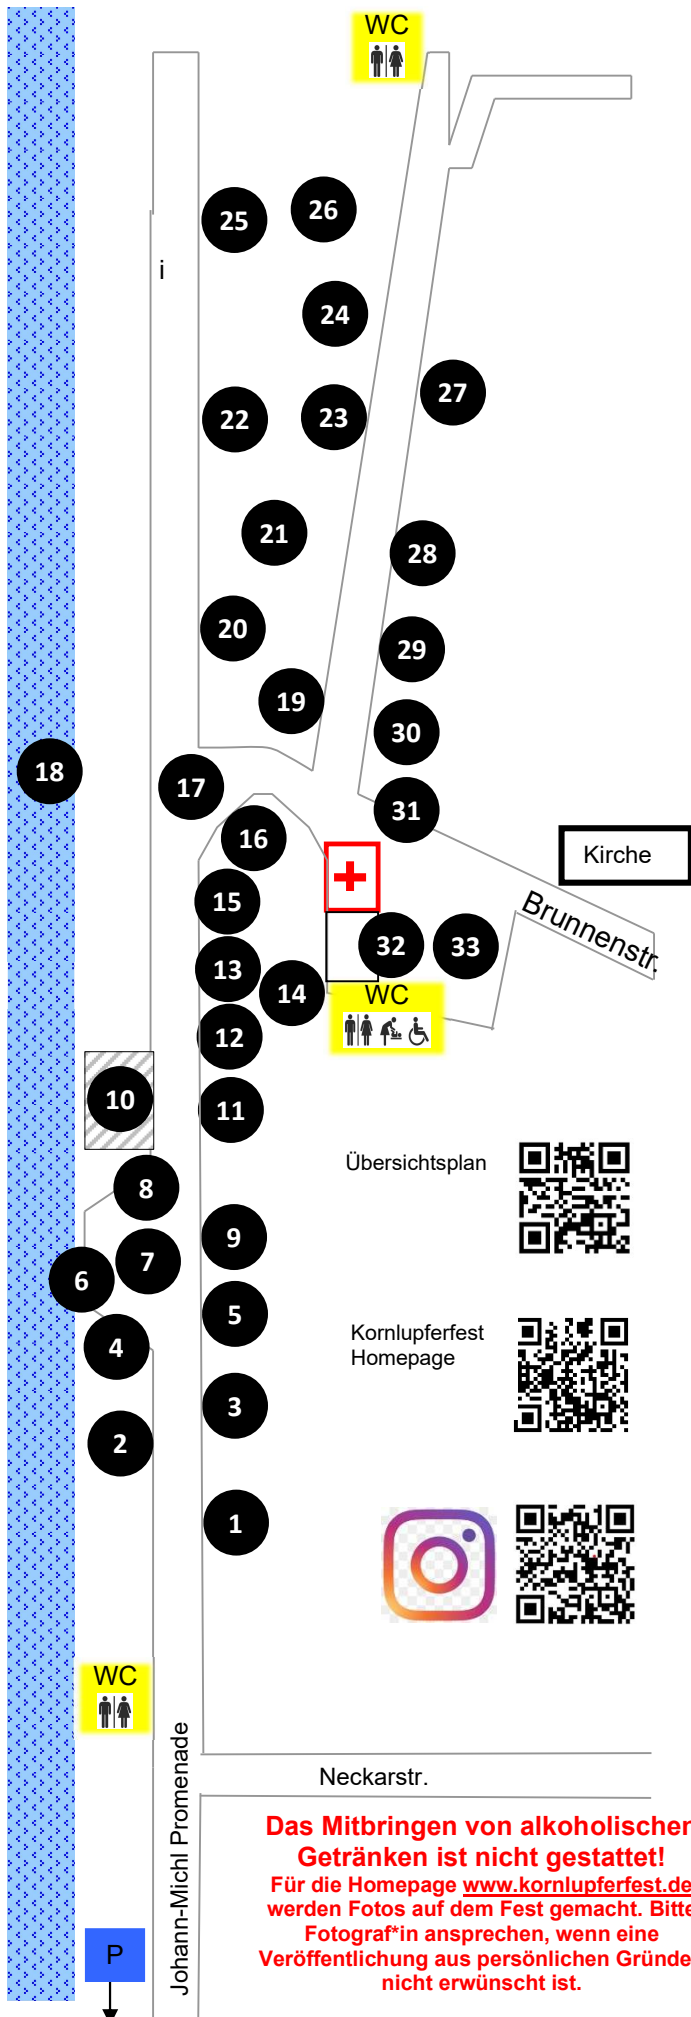 WC
26
25
i
24
27
23
22
21
28
20
29
19
30
18
17
31
16
Kirche
15
Brunnenstr.
32
33
13
14
WC
12
10
11
Übersichtsplan
8
9
7
6
5
Kornlupferfest
Homepage
4
3
2
1
WC
Johann-Michl Promenade
Neckarstr.
Das Mitbringen von alkoholischen
Getränken ist nicht gestattet!
Für die Homepage www.kornlupferfest.de
werden Fotos auf dem Fest gemacht. Bitte
Fotograf*in ansprechen, wenn eine
Veröffentlichung aus persönlichen Gründe
nicht erwünscht ist.
P